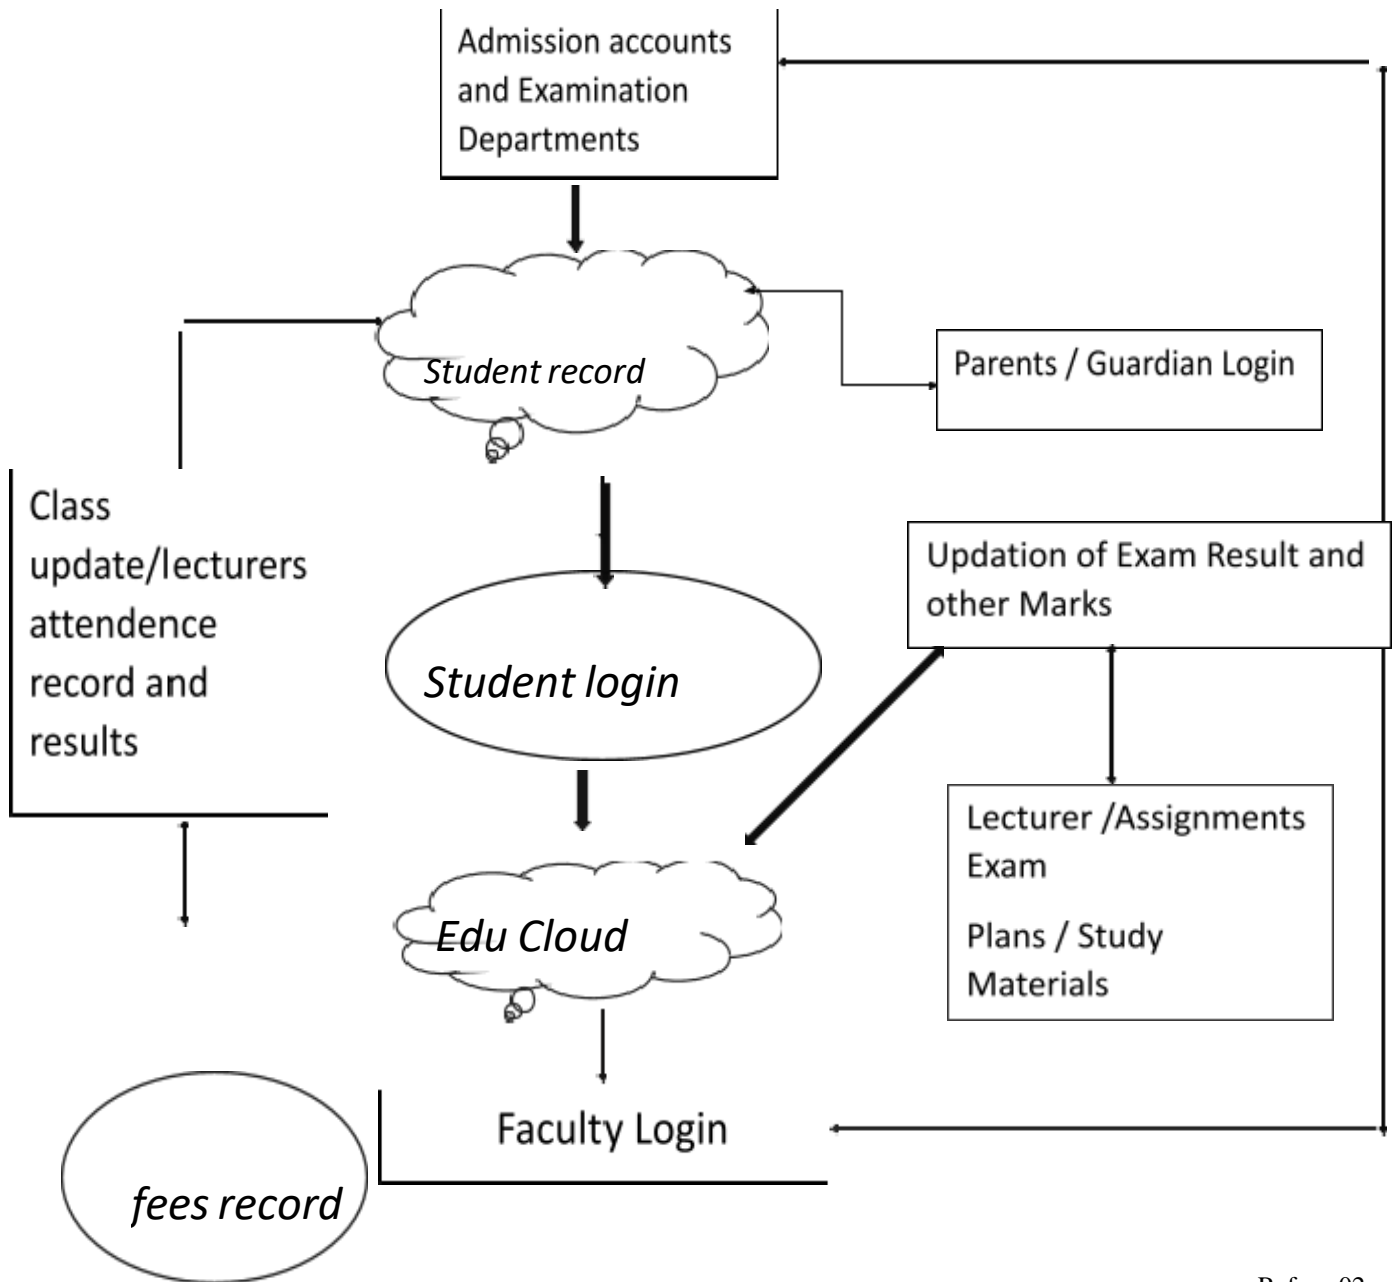 Admission accounts
and Examination
Departments
Student record
Parents / Guardian Login
Class
update/lecturers
attendence
record and
results
Updation of Exam Result and
other Marks
Student login
Lecturer /Assignments
Exam
Plans / Study
Materials
Edu Cloud
Faculty Login
fees record